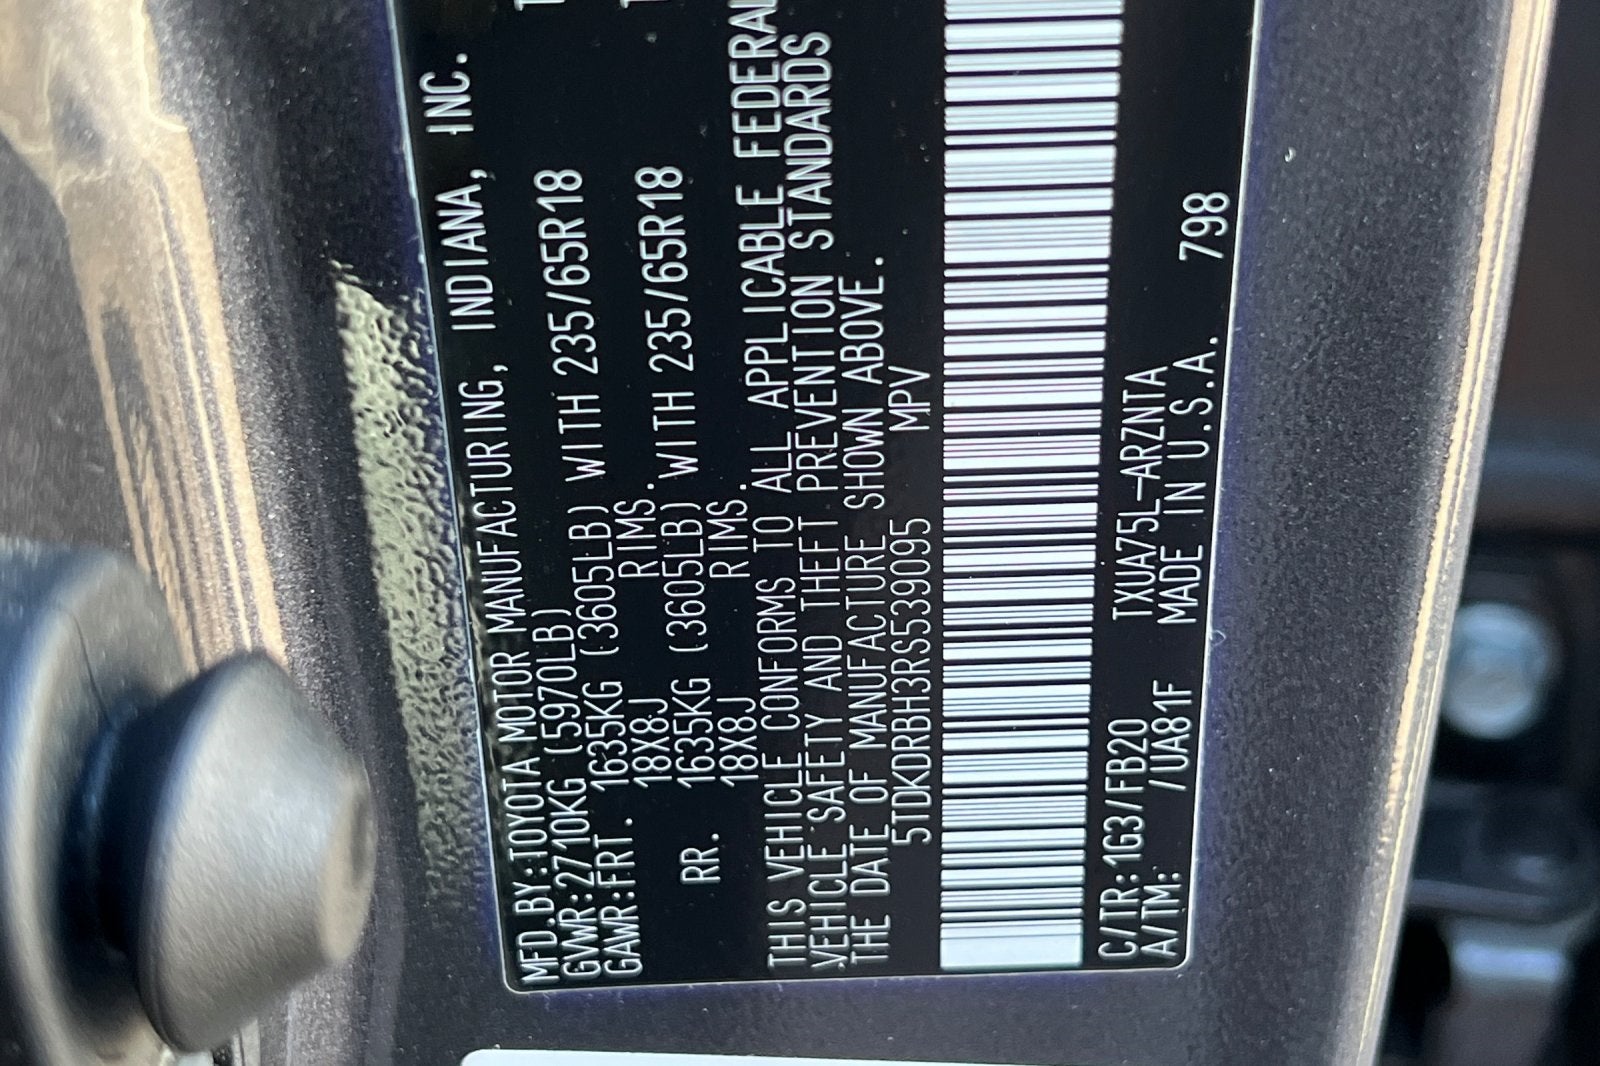 MFD.BY:TOYOTA MOTOR MANUFACTURING, INDIANA, INC.
GVWR:2710KG (5970LB)
GAWR:FRT. 1635KG (3605LB) WITH 235/65R18
18X8J RIMS.
RR. 1635KG (3605LB) WITH 235/65R18
18X8J RIMS.
THIS VEHICLE CONFORMS TO ALL APPLICABLE FEDERAL
VEHICLE SAFETY AND THEFT PREVENTION STANDARDS
THE DATE OF MANUFACTURE SHOWN ABOVE.
5TDKDRBH3RS539095 MPV
C/TR:1G3/FB20 TXUA75L-ARZNTA
A/TM: /UA81F MADE IN U.S.A. 798